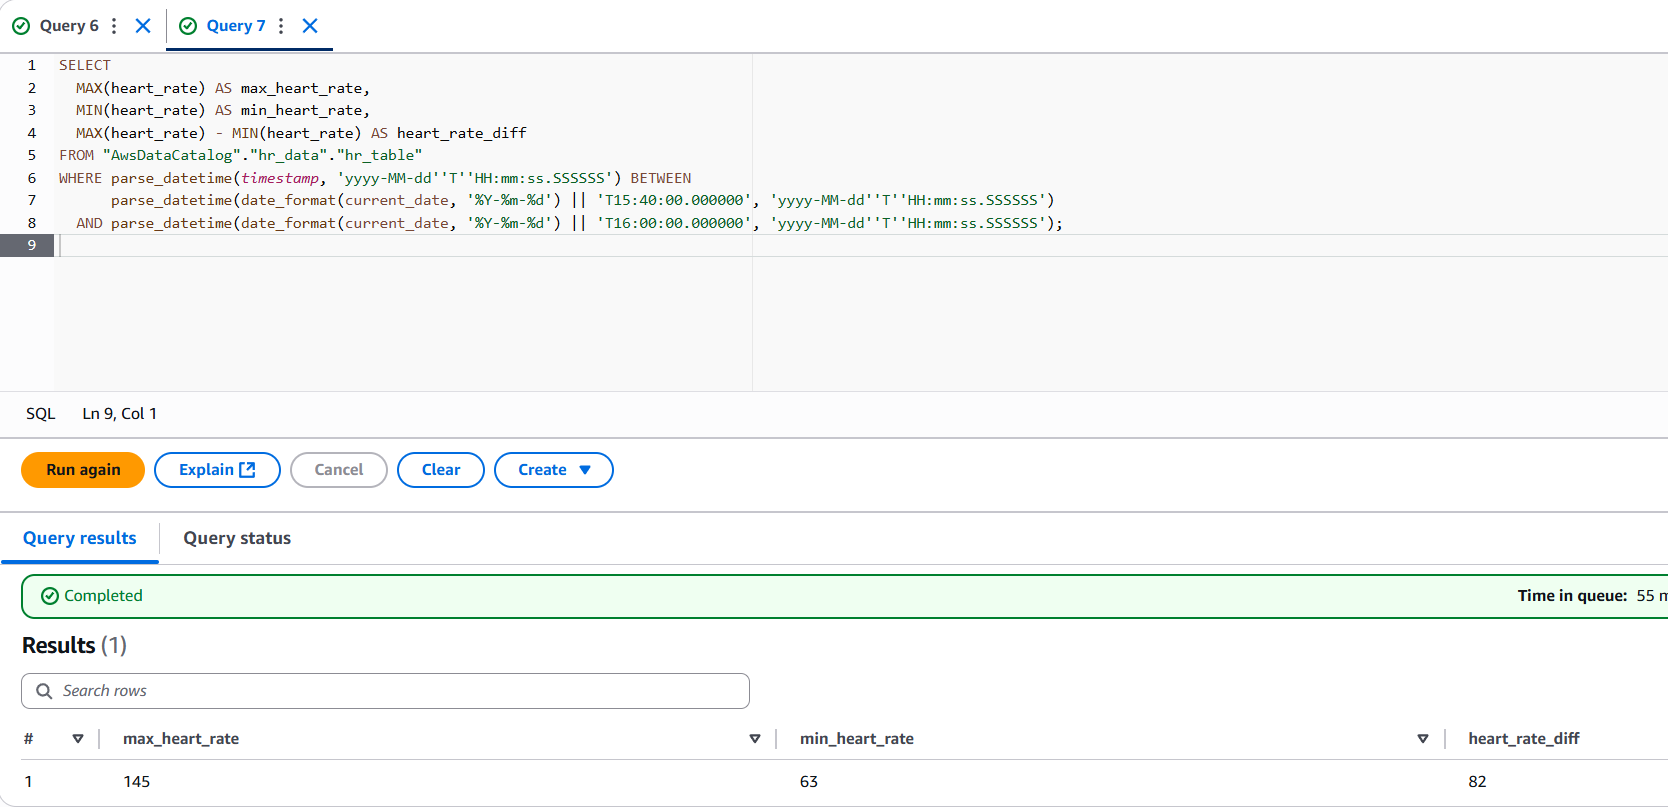 Query 6 Query 7
1 SELECT
2 MAX(heart_rate) AS max_heart_rate,
3 MIN(heart_rate) AS min_heart_rate,
4 MAX(heart_rate) - MIN(heart_rate) AS heart_rate_diff
5 FROM "AwsDataCatalog"."hr_data"."hr_table"
6 WHERE parse_datetime(timestamp, 'yyyy-MM-dd''T''HH:mm:ss.SSSSSS') BETWEEN
7 parse_datetime(date_format(current_date, '%Y-%m-%d') || 'T15:40:00.000000', 'yyyy-MM-dd''T''HH:mm:ss.SSSSSS')
8 AND parse_datetime(date_format(current_date, '%Y-%m-%d') || 'T16:00:00.000000', 'yyyy-MM-dd''T''HH:mm:ss.SSSSSS');
9
SQL Ln 9, Col 1
Run again Explain Cancel Clear Create
Query results Query status
Completed Time in queue: 55 m
Results (1)
Search rows
# max_heart_rate min_heart_rate heart_rate_diff
1 145 63 82